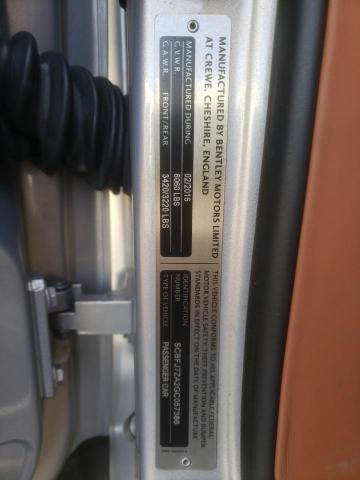 MANUFACTURED BY BENTLEY MOTORS LIMITED
AT CREWE, CHESHIRE, ENGLAND
MANUFACTURED DURING 02/2016
G.V.W.R. 6060 LBS
G.A.W.R. FRONT/REAR 3420/3220 LBS
THIS VEHICLE CONFORMS TO ALL APPLICABLE FEDERAL
MOTOR VEHICLE SAFETY, THEFT PREVENTION AND BUMPER
STANDARDS IN EFFECT ON THE DATE OF MANUFACTURE
IDENTIFICATION
NUMBER SCBFJ7ZA2GC057386
TYPE OF VEHICLE PASSENGER CAR